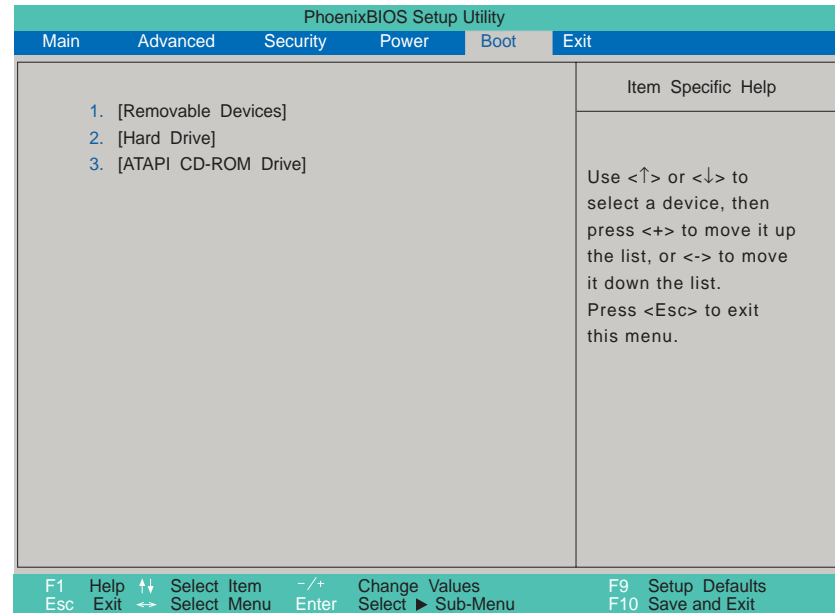 PhoenixBIOS Setup Utility
Main Advanced Security Power Boot Exit
1. [Removable Devices]
2. [Hard Drive]
3. [ATAPI CD-ROM Drive]
Item Specific Help
Use <↑> or <↓> to
select a device, then
press <+> to move it up
the list, or <-> to move
it down the list.
Press <Esc> to exit
this menu.
F1 Help Select Item -/+ Change Values F9 Setup Defaults
Esc Exit ↔ Select Menu Enter Select ▶ Sub-Menu F10 Save and Exit